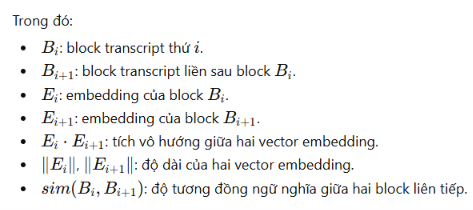 Trong đó:
• B_i: block transcript thứ i.
• B_{i+1}: block transcript liền sau block B_i.
• E_i: embedding của block B_i.
• E_{i+1}: embedding của block B_{i+1}.
• E_i · E_{i+1}: tích vô hướng giữa hai vector embedding.
• ‖E_i‖, ‖E_{i+1}‖: độ dài của hai vector embedding.
• sim(B_i, B_{i+1}): độ tương đồng ngữ nghĩa giữa hai block liên tiếp.